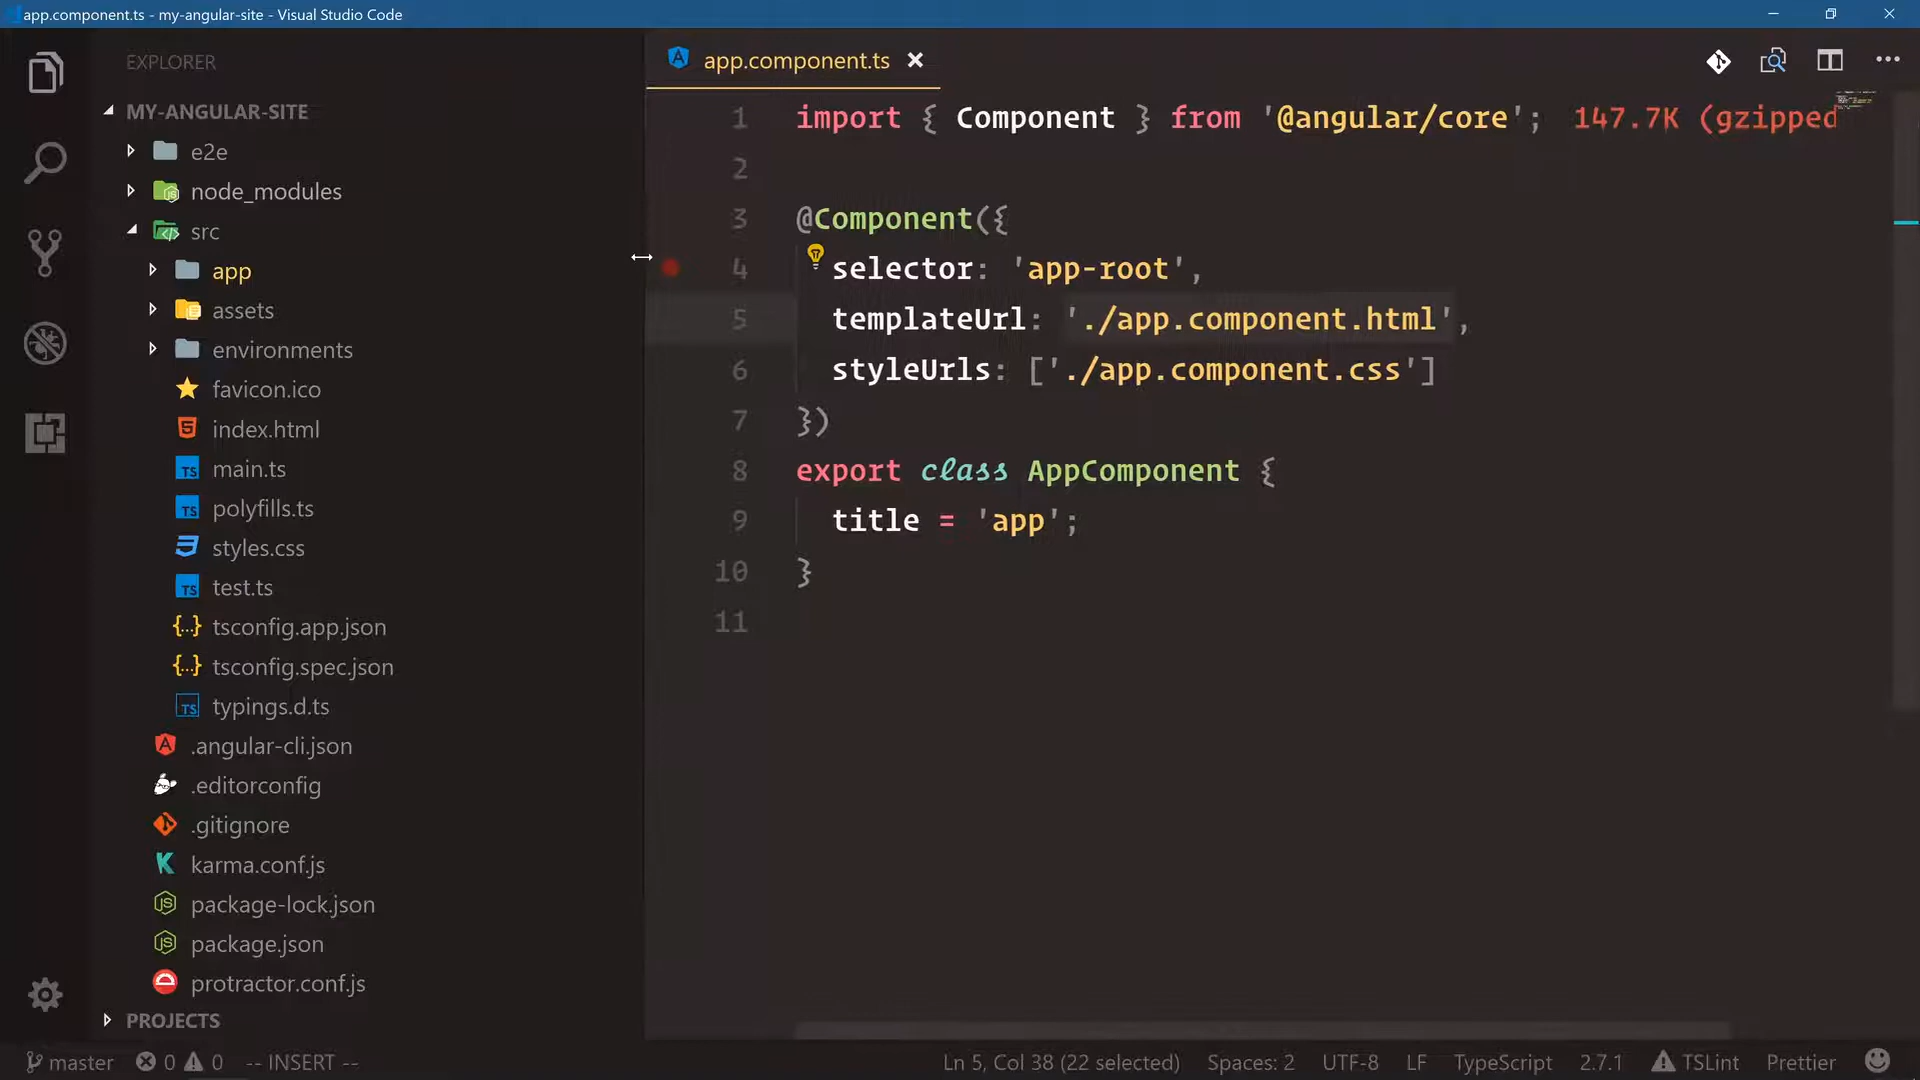 app.component.ts - my-angular-site - Visual Studio Code
EXPLORER
MY-ANGULAR-SITE
e2e
node_modules
src
app
assets
environments
favicon.ico
index.html
main.ts
polyfills.ts
styles.css
test.ts
tsconfig.app.json
tsconfig.spec.json
typings.d.ts
.angular-cli.json
.editorconfig
.gitignore
karma.conf.js
package-lock.json
package.json
protractor.conf.js
PROJECTS
app.component.ts
1 import { Component } from '@angular/core'; 147.7K (gzipped
2
3 @Component({
4 selector: 'app-root',
5 templateUrl: './app.component.html',
6 styleUrls: ['./app.component.css']
7 })
8 export class AppComponent {
9 title = 'app';
10 }
11
master 0 0 -- INSERT -- Ln 5, Col 38 (22 selected) Spaces: 2 UTF-8 LF TypeScript 2.7.1 TSLint Prettier